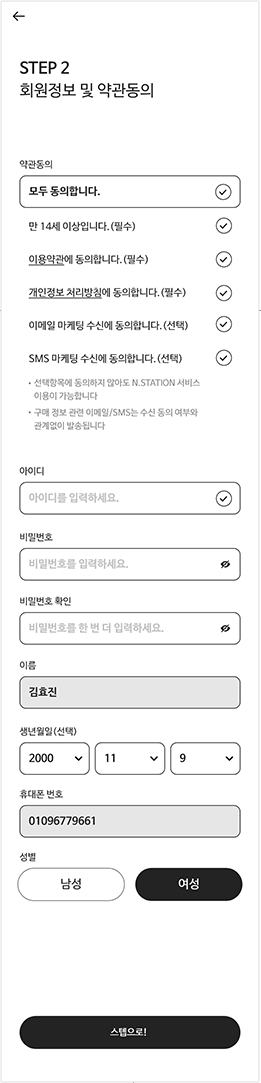 STEP 2
회원정보 및 약관동의
약관동의
모두 동의합니다.
만 14세 이상입니다.(필수)
이용약관에 동의합니다.(필수)
개인정보 처리방침에 동의합니다.(필수)
이메일 마케팅 수신에 동의합니다.(선택)
SMS 마케팅 수신에 동의합니다.(선택)
• 선택항목에 동의하지 않아도 N.STATION 서비스
이용이 가능합니다
• 구매 정보 관련 이메일/SMS는 수신 동의 여부와
관계없이 발송됩니다
아이디
아이디를 입력하세요.
비밀번호
비밀번호를 입력하세요.
비밀번호 확인
비밀번호를 한 번 더 입력하세요.
이름
김효진
생년월일(선택)
2000 11 9
휴대폰 번호
01096779661
성별
남성 여성
스텝으로!